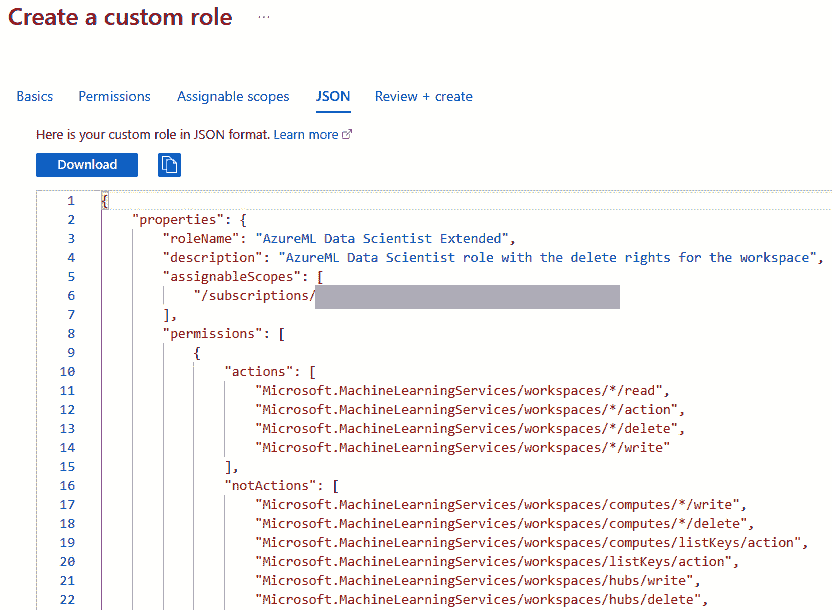 Create a custom role ...
Basics Permissions Assignable scopes JSON Review + create
Here is your custom role in JSON format. Learn more
Download
1 {
2 "properties": {
3 "roleName": "AzureML Data Scientist Extended",
4 "description": "AzureML Data Scientist role with the delete rights for the workspace",
5 "assignableScopes": [
6 "/subscriptions/
7 ],
8 "permissions": [
9 {
10 "actions": [
11 "Microsoft.MachineLearningServices/workspaces/*/read",
12 "Microsoft.MachineLearningServices/workspaces/*/action",
13 "Microsoft.MachineLearningServices/workspaces/*/delete",
14 "Microsoft.MachineLearningServices/workspaces/*/write"
15 ],
16 "notActions": [
17 "Microsoft.MachineLearningServices/workspaces/computes/*/write",
18 "Microsoft.MachineLearningServices/workspaces/computes/*/delete",
19 "Microsoft.MachineLearningServices/workspaces/computes/listKeys/action",
20 "Microsoft.MachineLearningServices/workspaces/listKeys/action",
21 "Microsoft.MachineLearningServices/workspaces/hubs/write",
22 "Microsoft.MachineLearningServices/workspaces/hubs/delete",